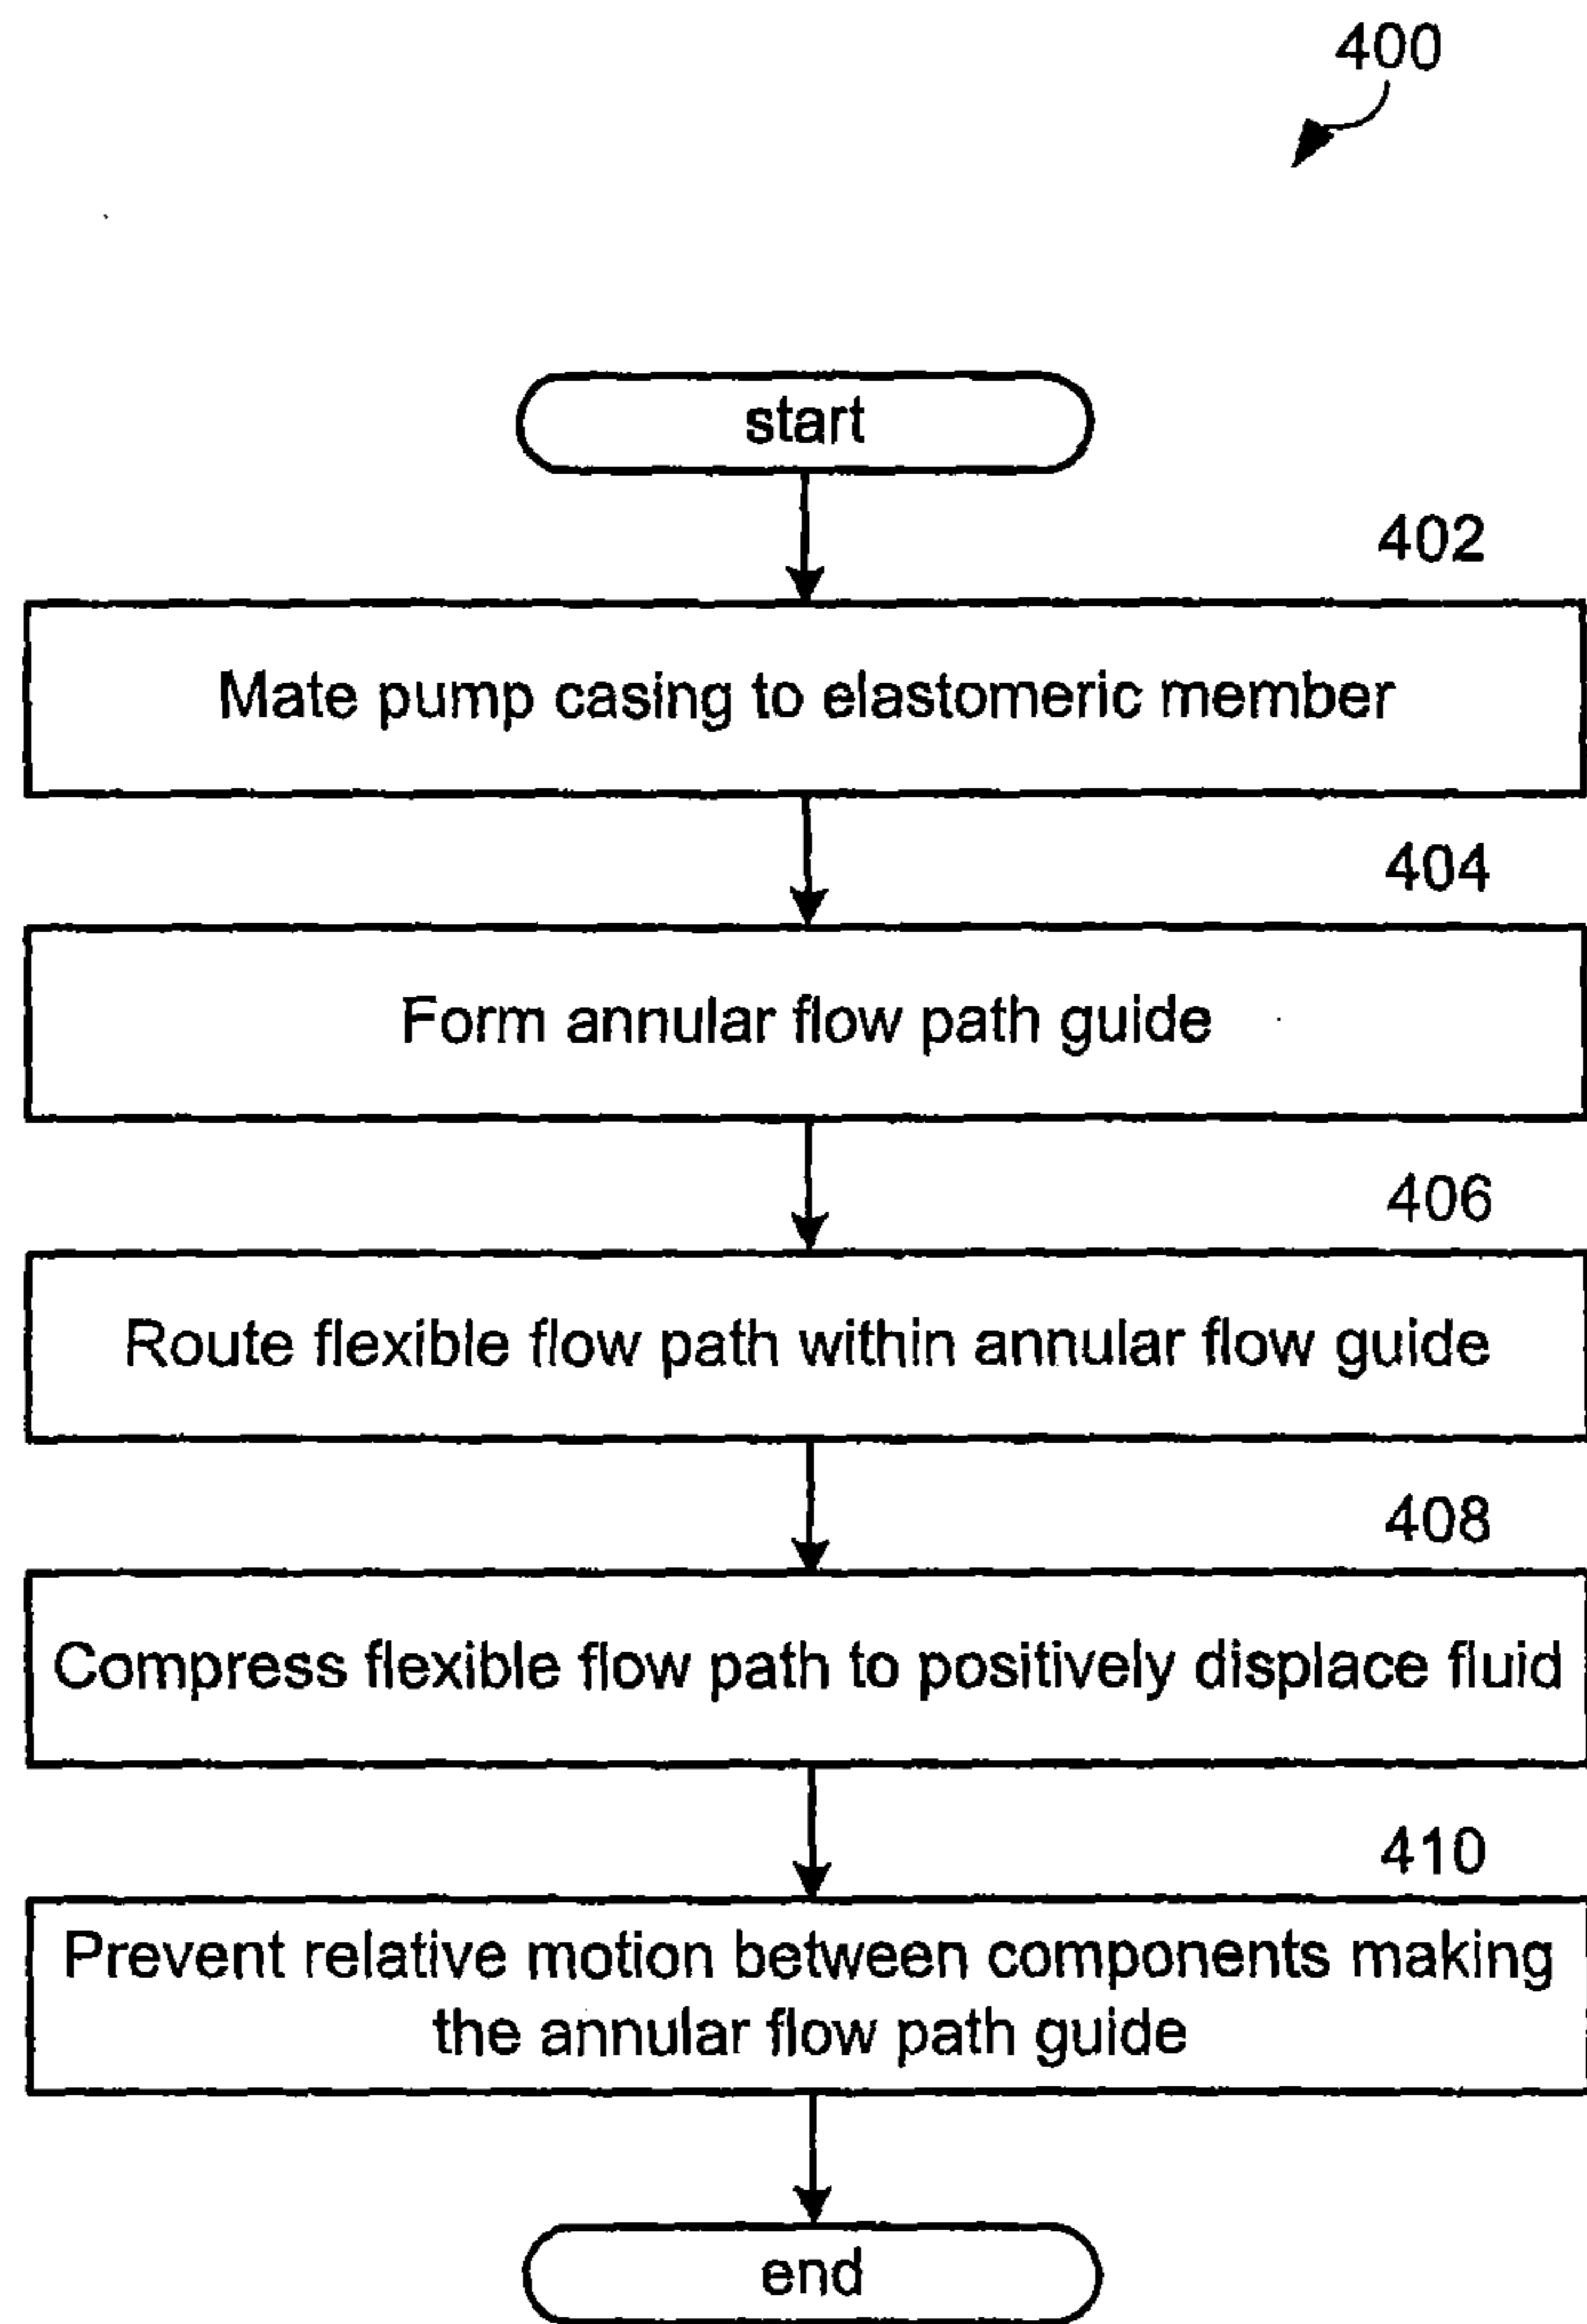 400
start
402
Mate pump casing to elastomeric member
404
Form annular flow path guide
406
Route flexible flow path within annular flow guide
408
Compress flexible flow path to positively displace fluid
410
Prevent relative motion between components making
the annular flow path guide
end